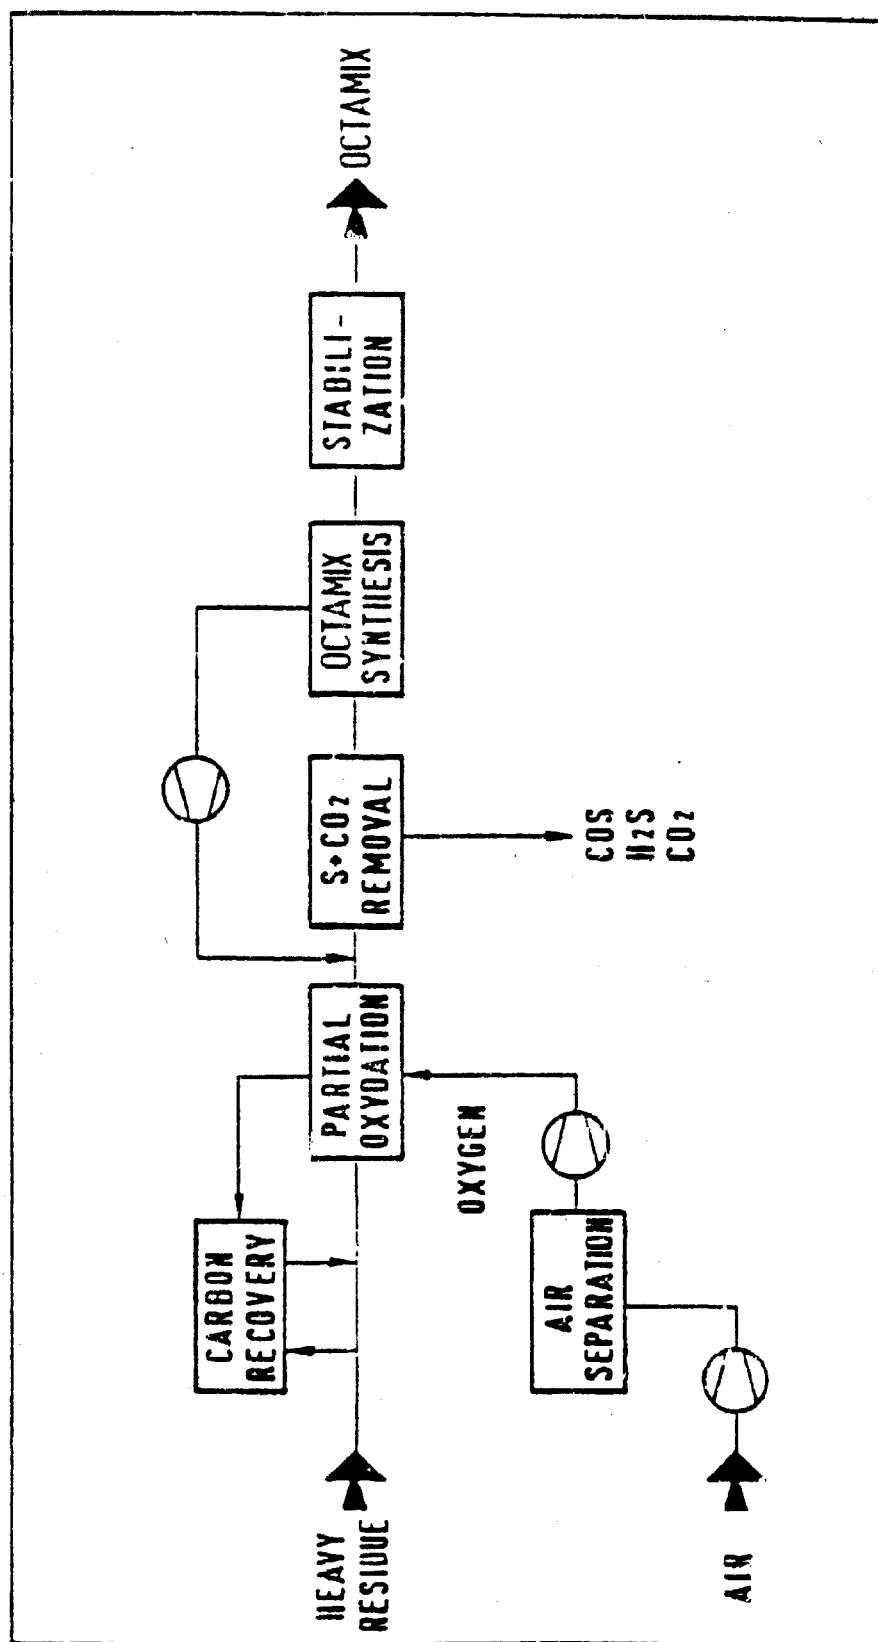 HEAVY
RESIDUE
CARBON
RECOVERY
PARTIAL
OXYDATION
S+CO2
REMOVAL
OCTAMIX
SYNTHESIS
STABILI-
ZATION
OCTAMIX
AIR
AIR
SEPARATION
OXYGEN
COS
H2S
CO2